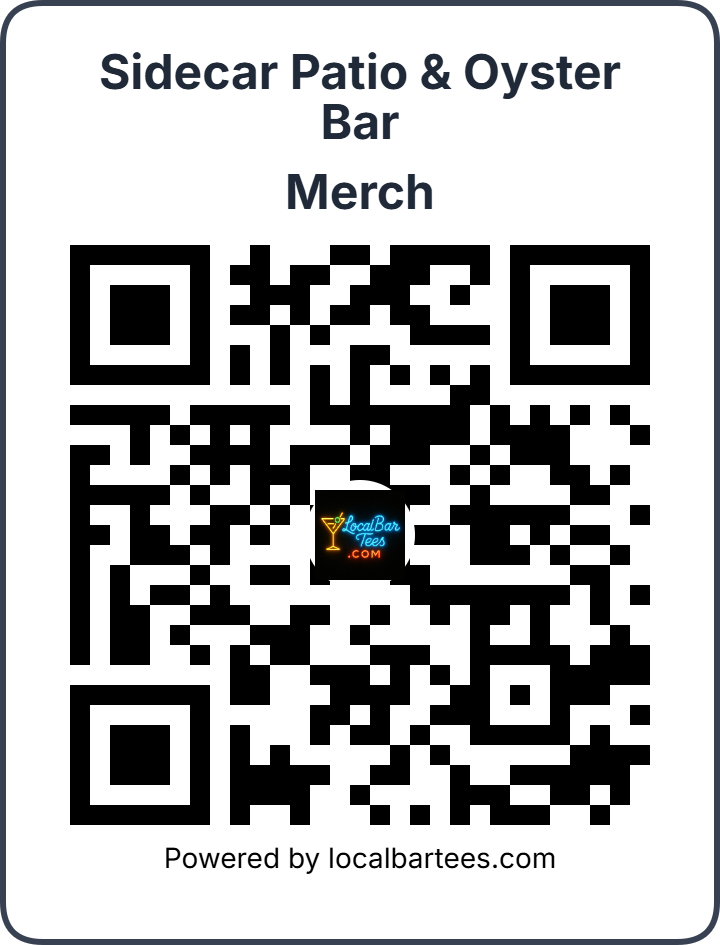 Sidecar Patio & Oyster
Bar
Merch
LocalBar
Tees
.COM
Powered by localbartees.com